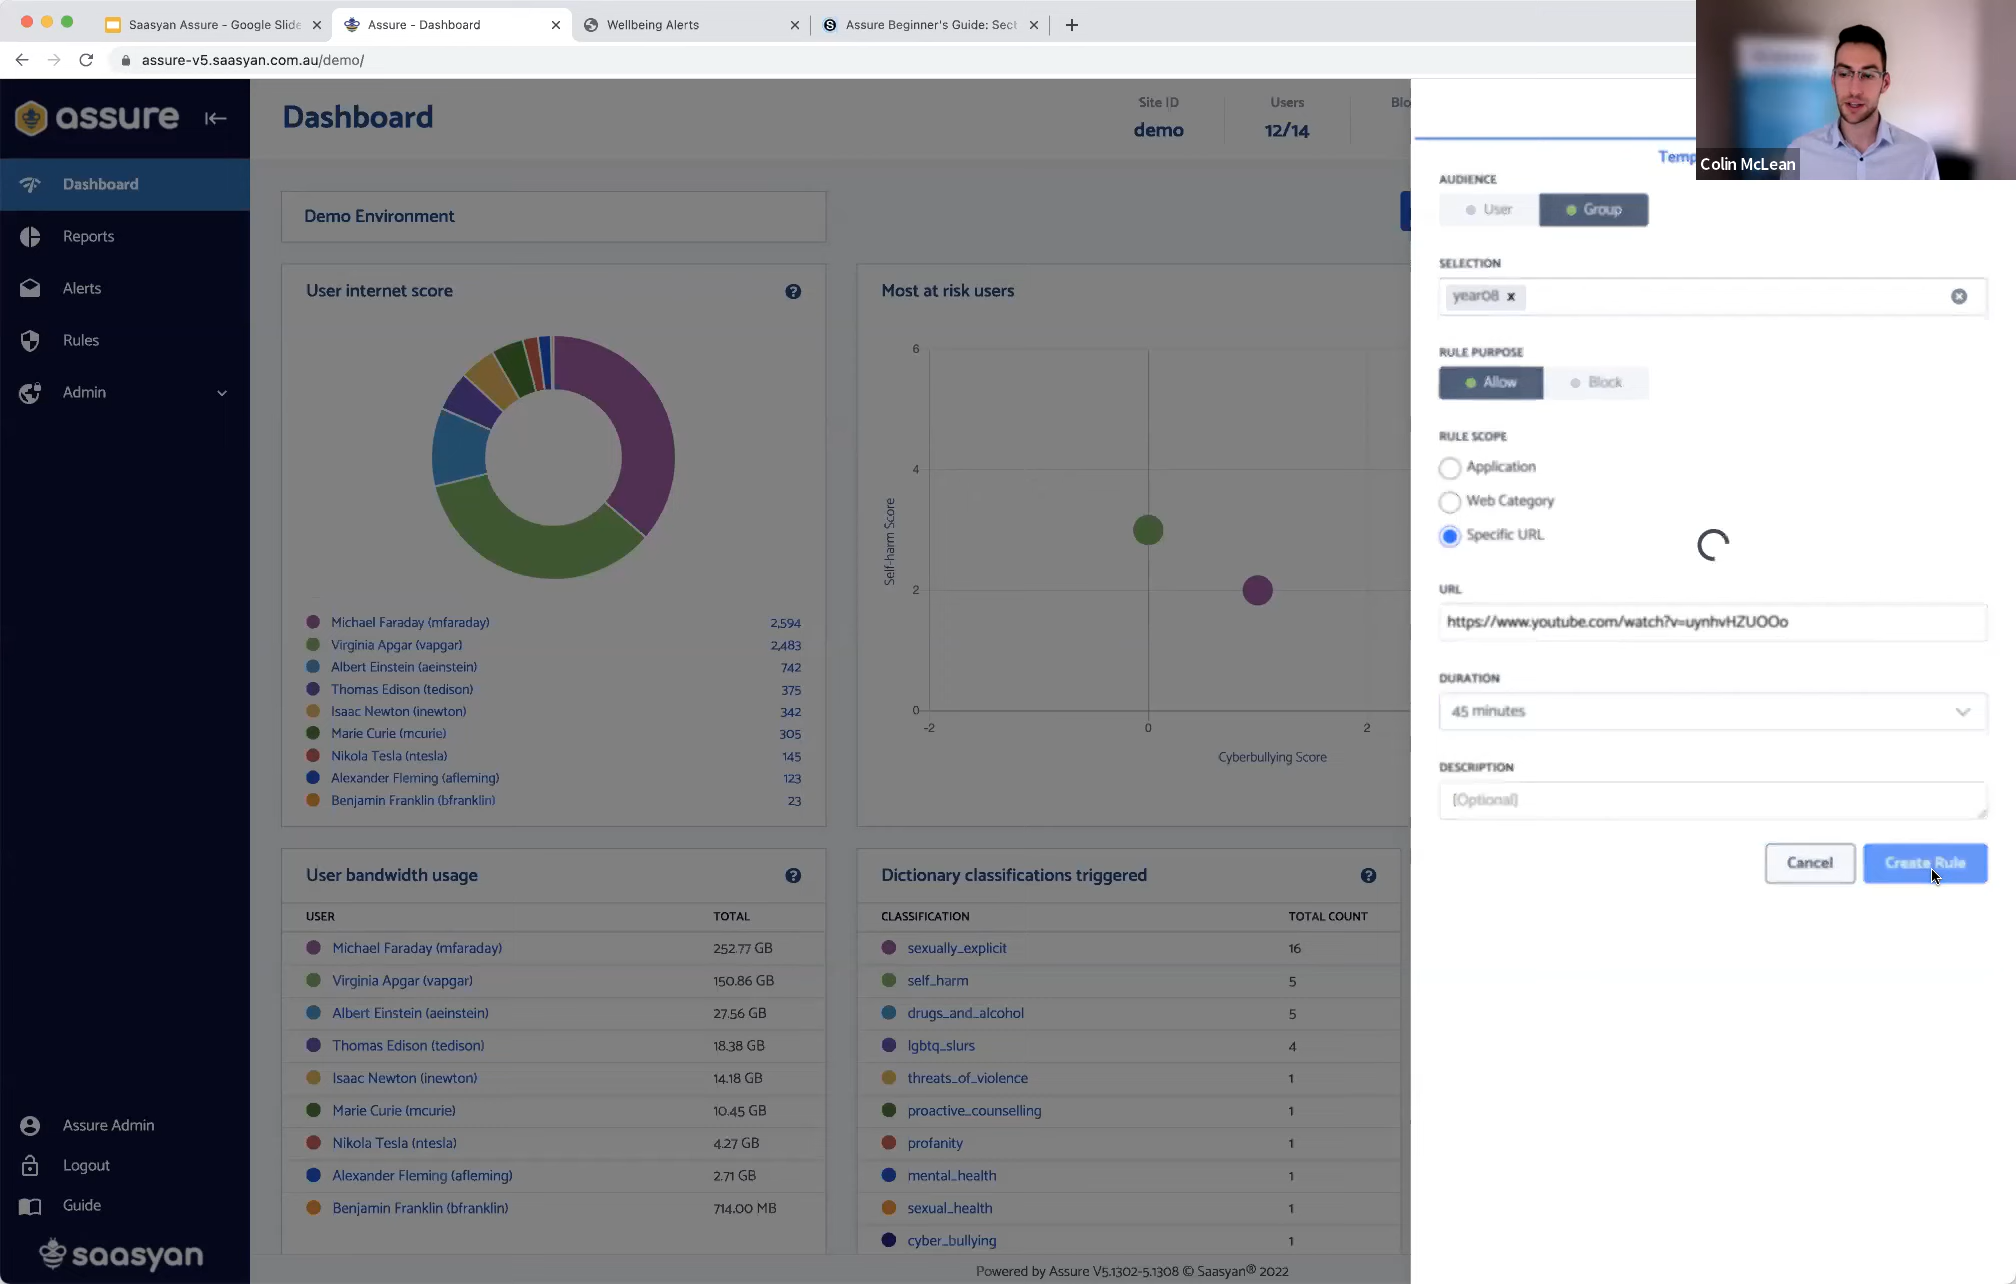 Saasyan Assure - Google Slide
Assure - Dashboard
Wellbeing Alerts
Assure Beginner's Guide: Sect
assure-v5.saasyan.com.au/demo/
assure
Dashboard
Reports
Alerts
Rules
Admin
Assure Admin
Logout
Guide
saasyan
Dashboard
Site ID
demo
Users
12/14
Blo
Demo Environment
User internet score
Michael Faraday (mfaraday) 2,594
Virginia Apgar (vapgar) 2,483
Albert Einstein (aeinstein) 742
Thomas Edison (tedison) 375
Isaac Newton (inewton) 342
Marie Curie (mcurie) 305
Nikola Tesla (ntesla) 145
Alexander Fleming (afleming) 123
Benjamin Franklin (bfranklin) 23
Most at risk users
6
4
2
0
-2 0 2
Self-harm Score
Cyberbullying Score
User bandwidth usage
USER TOTAL
Michael Faraday (mfaraday) 252.77 GB
Virginia Apgar (vapgar) 150.86 GB
Albert Einstein (aeinstein) 27.56 GB
Thomas Edison (tedison) 18.38 GB
Isaac Newton (inewton) 14.18 GB
Marie Curie (mcurie) 10.45 GB
Nikola Tesla (ntesla) 4.27 GB
Alexander Fleming (afleming) 2.71 GB
Benjamin Franklin (bfranklin) 714.00 MB
Dictionary classifications triggered
CLASSIFICATION TOTAL COUNT
sexually_explicit 16
self_harm 5
drugs_and_alcohol 5
lgbtq_slurs 4
threats_of_violence 1
proactive_counselling 1
profanity 1
mental_health 1
sexual_health 1
cyber_bullying 1
Powered by Assure V5.1302-5.1308 © Saasyan® 2022
Temp
Colin McLean
AUDIENCE
User Group
SELECTION
year08 x
RULE PURPOSE
Allow Block
RULE SCOPE
Application
Web Category
Specific URL
URL
https://www.youtube.com/watch?v=uynhvHZUOOo
DURATION
45 minutes
DESCRIPTION
[Optional]
Cancel Create Rule